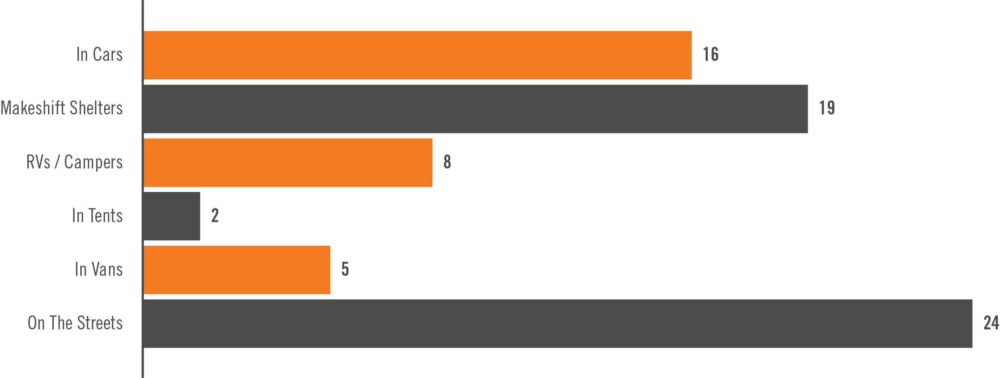 In Cars 16
Makeshift Shelters 19
RVs / Campers 8
In Tents 2
In Vans 5
On The Streets 24